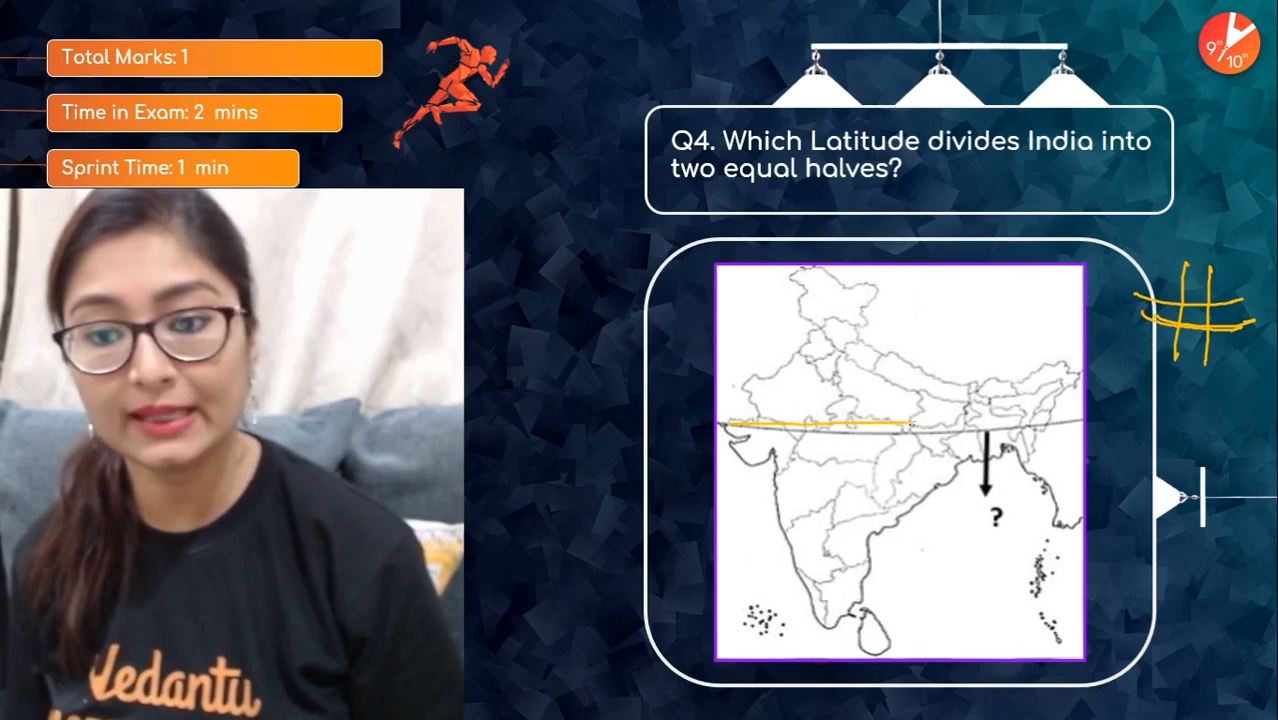 Total Marks: 1
Time in Exam: 2 mins
Sprint Time: 1 min
Q4. Which Latitude divides India into
two equal halves?
9th
10th
?
Vedantu